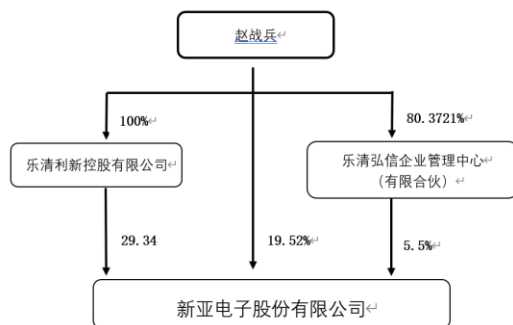 赵战兵
100%
80.3721%
乐清利新控股有限公司
乐清弘信企业管理中心
（有限合伙）
29.34
19.52%
5.5%
新亚电子股份有限公司